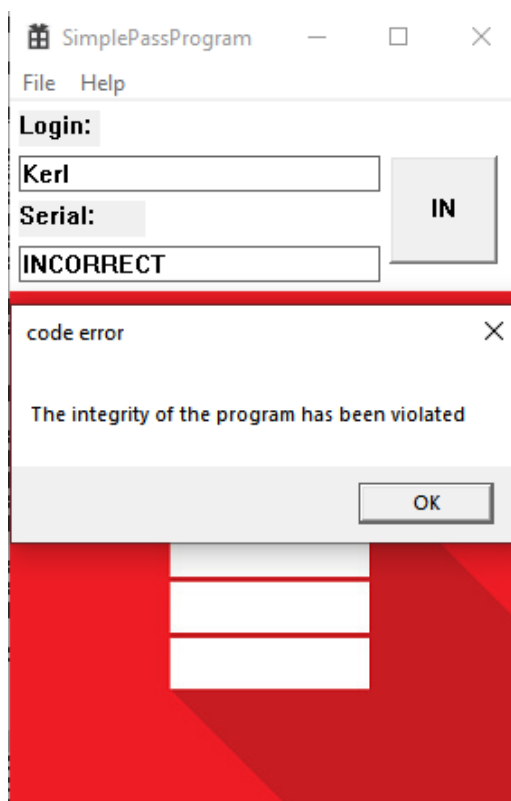 SimplePassProgram
File Help
Login:
Kerl
IN
Serial:
INCORRECT
code error
The integrity of the program has been violated
OK